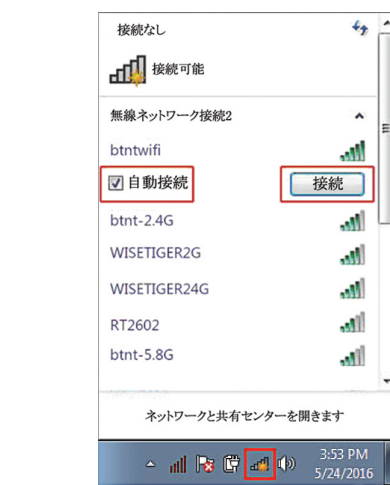 接続なし
接続可能
無線ネットワーク接続2
btntwifi
自動接続 接続
btnt-2.4G
WISETIGER2G
WISETIGER24G
RT2602
btnt-5.8G
ネットワークと共有センターを開きます
3:53 PM
5/24/2016